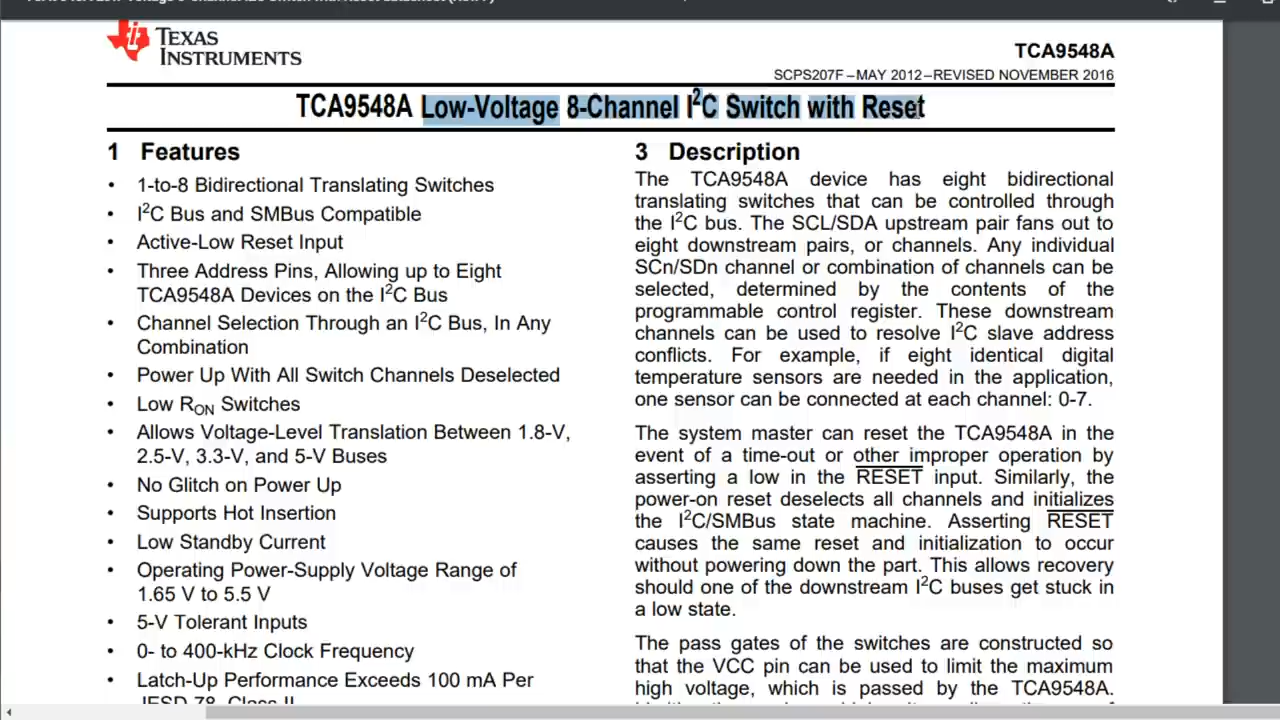 TEXAS
INSTRUMENTS
TCA9548A
SCPS207F – MAY 2012 – REVISED NOVEMBER 2016
TCA9548A Low-Voltage 8-Channel I2C Switch with Reset
1 Features
• 1-to-8 Bidirectional Translating Switches
• I2C Bus and SMBus Compatible
• Active-Low Reset Input
• Three Address Pins, Allowing up to Eight
TCA9548A Devices on the I2C Bus
• Channel Selection Through an I2C Bus, In Any
Combination
• Power Up With All Switch Channels Deselected
• Low RON Switches
• Allows Voltage-Level Translation Between 1.8-V,
2.5-V, 3.3-V, and 5-V Buses
• No Glitch on Power Up
• Supports Hot Insertion
• Low Standby Current
• Operating Power-Supply Voltage Range of
1.65 V to 5.5 V
• 5-V Tolerant Inputs
• 0- to 400-kHz Clock Frequency
• Latch-Up Performance Exceeds 100 mA Per
JESD 78, Class II
3 Description
The TCA9548A device has eight bidirectional
translating switches that can be controlled through
the I2C bus. The SCL/SDA upstream pair fans out to
eight downstream pairs, or channels. Any individual
SCn/SDn channel or combination of channels can be
selected, determined by the contents of the
programmable control register. These downstream
channels can be used to resolve I2C slave address
conflicts. For example, if eight identical digital
temperature sensors are needed in the application,
one sensor can be connected at each channel: 0-7.
The system master can reset the TCA9548A in the
event of a time-out or other improper operation by
asserting a low in the RESET input. Similarly, the
power-on reset deselects all channels and initializes
the I2C/SMBus state machine. Asserting RESET
causes the same reset and initialization to occur
without powering down the part. This allows recovery
should one of the downstream I2C buses get stuck in
a low state.
The pass gates of the switches are constructed so
that the VCC pin can be used to limit the maximum
high voltage, which is passed by the TCA9548A.